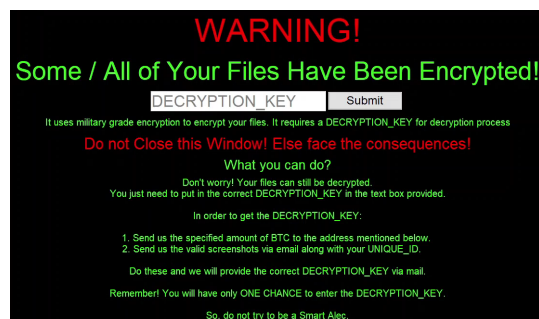 WARNING!
Some / All of Your Files Have Been Encrypted!
DECRYPTION_KEY Submit
It uses military grade encryption to encrypt your files. It requires a DECRYPTION_KEY for decryption process
Do not Close this Window! Else face the consequences!
What you can do?
Don't worry! Your files can still be decrypted.
You just need to put in the correct DECRYPTION_KEY in the text box provided.
In order to get the DECRYPTION_KEY:
1. Send us the specified amount of BTC to the address mentioned below.
2. Send us the valid screenshots via email along with your UNIQUE_ID.
Do these and we will provide the correct DECRYPTION_KEY via mail.
Remember! You will have only ONE CHANCE to enter the DECRYPTION_KEY.
So, do not try to be a Smart Alec.